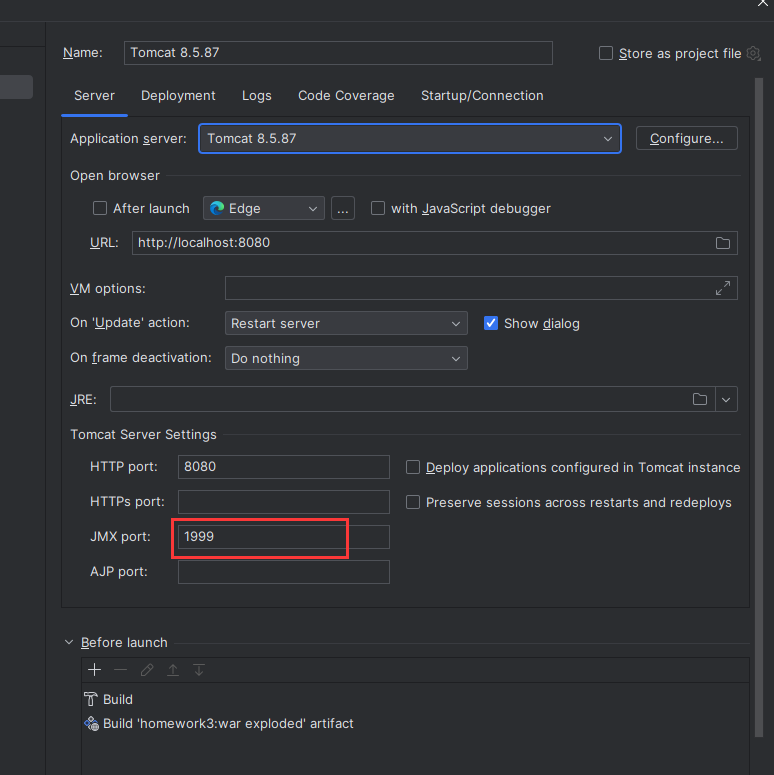 Name: Tomcat 8.5.87 Store as project file
Server Deployment Logs Code Coverage Startup/Connection
Application server: Tomcat 8.5.87 Configure...
Open browser
After launch Edge ... with JavaScript debugger
URL: http://localhost:8080
VM options:
On 'Update' action: Restart server Show dialog
On frame deactivation: Do nothing
JRE:
Tomcat Server Settings
HTTP port: 8080 Deploy applications configured in Tomcat instance
HTTPs port: Preserve sessions across restarts and redeploys
JMX port: 1999
AJP port:
Before launch
Build
Build 'homework3:war exploded' artifact